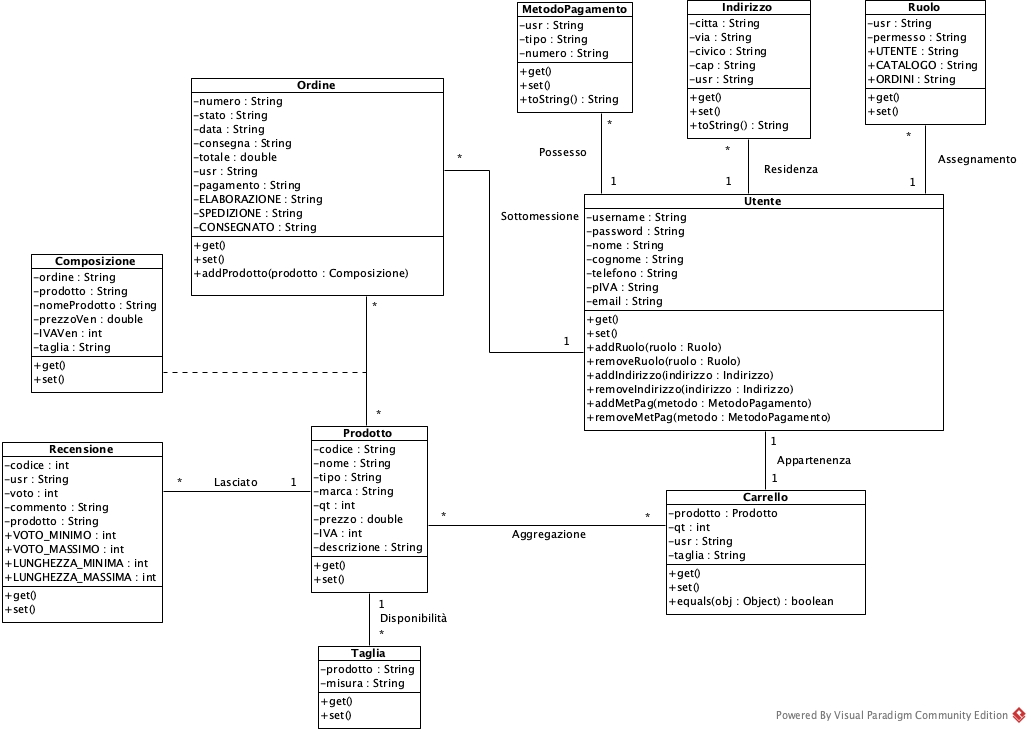 MetodoPagamento
-usr : String
-tipo : String
-numero : String
+get()
+set()
+toString() : String
Indirizzo
-citta : String
-via : String
-civico : String
-cap : String
-usr : String
+get()
+set()
+toString() : String
Ruolo
-usr : String
-permesso : String
+UTENTE : String
+CATALOGO : String
+ORDINI : String
+get()
+set()
Ordine
-numero : String
-stato : String
-data : String
-consegna : String
-totale : double
-usr : String
-pagamento : String
-ELABORAZIONE : String
-SPEDIZIONE : String
-CONSEGNATO : String
+get()
+set()
+addProdotto(prodotto : Composizione)
*
Possesso
1
*
Residenza
1
*
Assegnamento
1
*
Sottomessione
1
Utente
-username : String
-password : String
-nome : String
-cognome : String
-telefono : String
-pIVA : String
-email : String
+get()
+set()
+addRuolo(ruolo : Ruolo)
+removeRuolo(ruolo : Ruolo)
+addIndirizzo(indirizzo : Indirizzo)
+removeIndirizzo(indirizzo : Indirizzo)
+addMetPag(metodo : MetodoPagamento)
+removeMetPag(metodo : MetodoPagamento)
Composizione
-ordine : String
-prodotto : String
-nomeProdotto : String
-prezzoVen : double
-IVAVen : int
-taglia : String
+get()
+set()
*
*
Prodotto
-codice : String
-nome : String
-tipo : String
-marca : String
-qt : int
-prezzo : double
-IVA : int
-descrizione : String
+get()
+set()
Recensione
-codice : int
-usr : String
-voto : int
-commento : String
-prodotto : String
+VOTO_MINIMO : int
+VOTO_MASSIMO : int
+LUNGHEZZA_MINIMA : int
+LUNGHEZZA_MASSIMA : int
+get()
+set()
* Lasciato 1
1
Appartenenza
1
Carrello
-prodotto : Prodotto
-qt : int
-usr : String
-taglia : String
+get()
+set()
+equals(obj : Object) : boolean
* *
Aggregazione
1
Disponibilità
*
Taglia
-prodotto : String
-misura : String
+get()
+set()
Powered By Visual Paradigm Community Edition